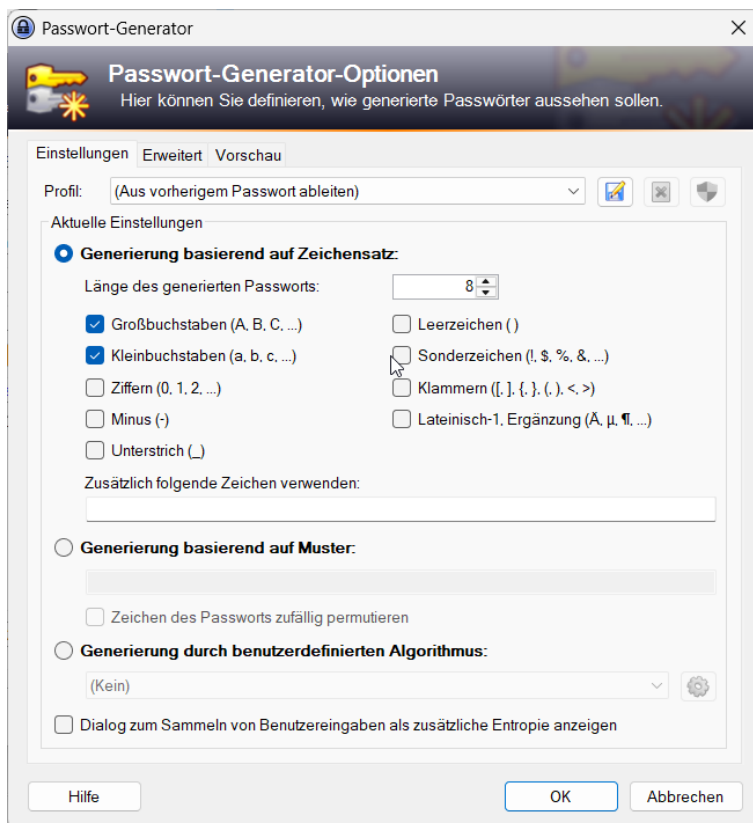 Passwort-Generator
Passwort-Generator-Optionen
Hier können Sie definieren, wie generierte Passwörter aussehen sollen.
Einstellungen Erweitert Vorschau
Profil: (Aus vorherigem Passwort ableiten)
Aktuelle Einstellungen
Generierung basierend auf Zeichensatz:
Länge des generierten Passworts: 8
Großbuchstaben (A, B, C, ...) Leerzeichen ( )
Kleinbuchstaben (a, b, c, ...) Sonderzeichen (!, $, %, &, ...)
Ziffern (0, 1, 2, ...) Klammern ([, ], {, }, (, ), <, >)
Minus (-) Lateinisch-1, Ergänzung (Ä, µ, ¶, ...)
Unterstrich (_)
Zusätzlich folgende Zeichen verwenden:
Generierung basierend auf Muster:
Zeichen des Passworts zufällig permutieren
Generierung durch benutzerdefinierten Algorithmus:
(Kein)
Dialog zum Sammeln von Benutzereingaben als zusätzliche Entropie anzeigen
Hilfe OK Abbrechen